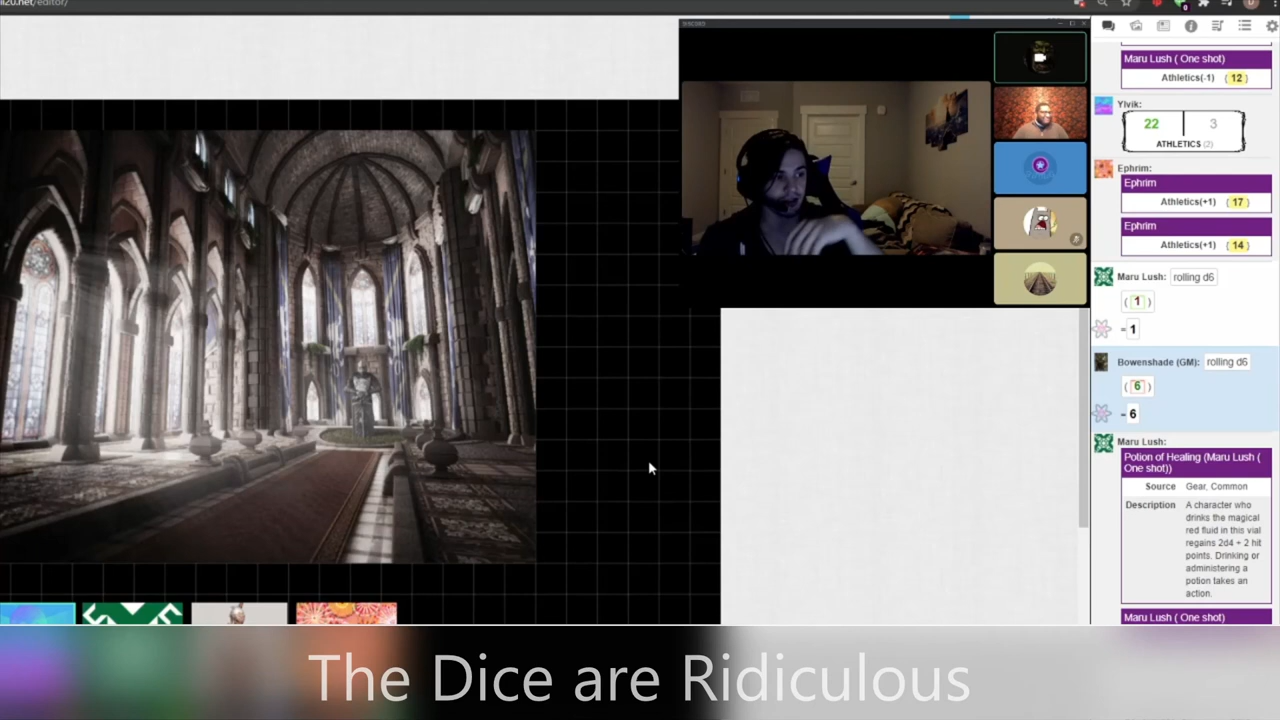 ll20.net/editor/
DISCORD
Maru Lush ( One shot)
Athletics(-1) (12)
Ylvik:
22 3
ATHLETICS (2)
Ephrim:
Ephrim
Athletics(+1) (17)
Ephrim
Athletics(+1) (14)
Maru Lush: rolling d6
(1)
=1
Bowenshade (GM): rolling d6
(6)
=6
Maru Lush:
Potion of Healing (Maru Lush (
One shot))
Source Gear, Common
Description A character who
drinks the magical
red fluid in this vial
regains 2d4 + 2 hit
points. Drinking or
administering a
potion takes an
action.
Maru Lush ( One shot)
The Dice are Ridiculous